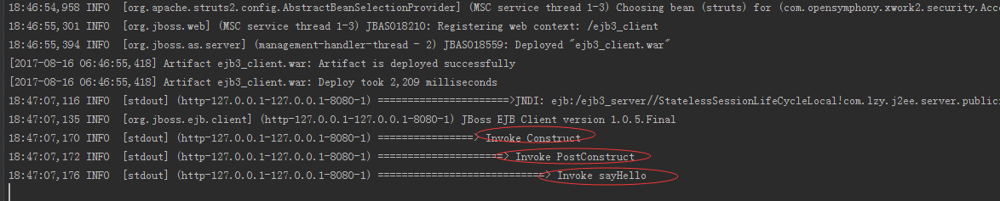 18:46:54,958 INFO  [org.apache.struts2.config.AbstractBeanSelectionProvider] (MSC service thread 1-3) Choosing bean (struts) for (com.opensymphony.xwork2.security.Acc
18:46:55,301 INFO  [org.jboss.web] (MSC service thread 1-3) JBAS018210: Registering web context: /ejb3_client
18:46:55,394 INFO  [org.jboss.as.server] (management-handler-thread - 2) JBAS018559: Deployed "ejb3_client.war"
[2017-08-16 06:46:55,418] Artifact ejb3_client.war: Artifact is deployed successfully
[2017-08-16 06:46:55,418] Artifact ejb3_client.war: Deploy took 2,209 milliseconds
18:47:07,116 INFO  [stdout] (http-127.0.0.1-127.0.0.1-8080-1) ======================>JNDI: ejb:/ejb3_server//StatelessSessionLifeCycleLocal!com.lzy.j2ee.server.public
18:47:07,135 INFO  [org.jboss.ejb.client] (http-127.0.0.1-127.0.0.1-8080-1) JBoss EJB Client version 1.0.5.Final
18:47:07,170 INFO  [stdout] (http-127.0.0.1-127.0.0.1-8080-1) ================> Invoke Construct
18:47:07,172 INFO  [stdout] (http-127.0.0.1-127.0.0.1-8080-1) =====================> Invoke PostConstruct
18:47:07,176 INFO  [stdout] (http-127.0.0.1-127.0.0.1-8080-1) ============================> Invoke sayHello